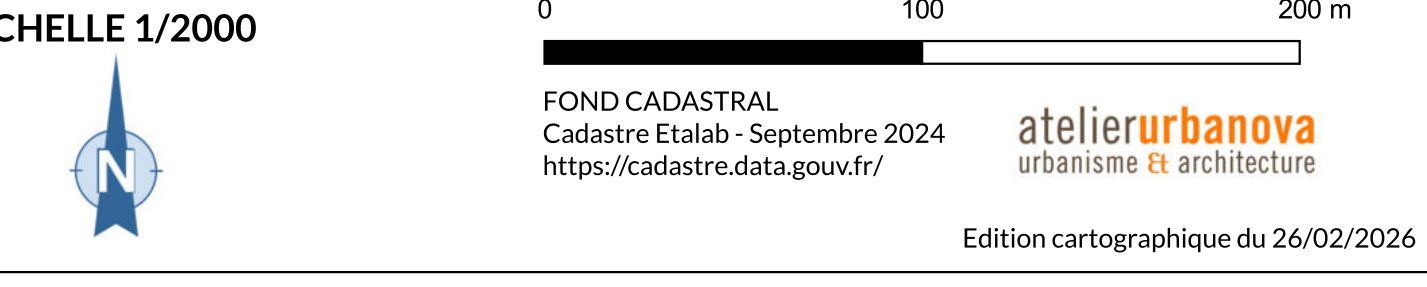 CHELLE 1/2000
0 100 200 m
N
FOND CADASTRAL
Cadastre Etalab - Septembre 2024
https://cadastre.data.gouv.fr/
atelierurbanova
urbanisme & architecture
Edition cartographique du 26/02/2026